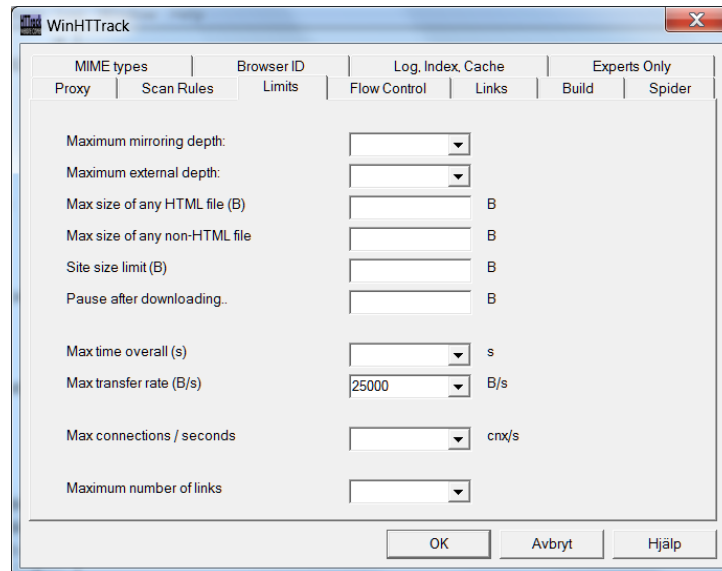 WinHTTrack
MIME types Browser ID Log, Index, Cache Experts Only
Proxy Scan Rules Limits Flow Control Links Build Spider
Maximum mirroring depth:
Maximum external depth:
Max size of any HTML file (B) B
Max size of any non-HTML file B
Site size limit (B) B
Pause after downloading.. B
Max time overall (s) s
Max transfer rate (B/s) 25000 B/s
Max connections / seconds cnx/s
Maximum number of links
OK Avbryt Hjälp